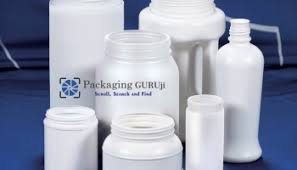 Packaging GURUji
Scroll, Search and Find